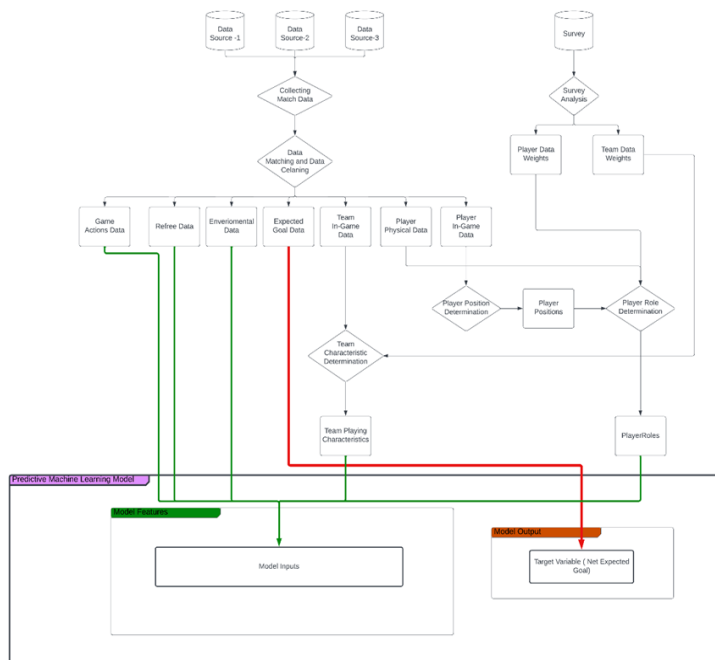 Data
Source -1
Data
Source-2
Data
Source-3
Survey
Collecting
Match Data
Survey
Analysis
Data
Matching and Data
Celaning
Player Data
Weights
Team Data
Weights
Game
Actions Data
Refree Data
Enveriomental
Data
Expected
Goal Data
Team
In-Game
Data
Player
Physical Data
Player
In-Game
Data
Player Position
Determination
Player
Positions
Player Role
Determination
Team
Characteristic
Determination
Team Playing
Characteristics
PlayerRoles
Predictive Machine Learning Model
Model Features
Model Output
Model Inputs
Target Variable ( Net Expected
Goal)